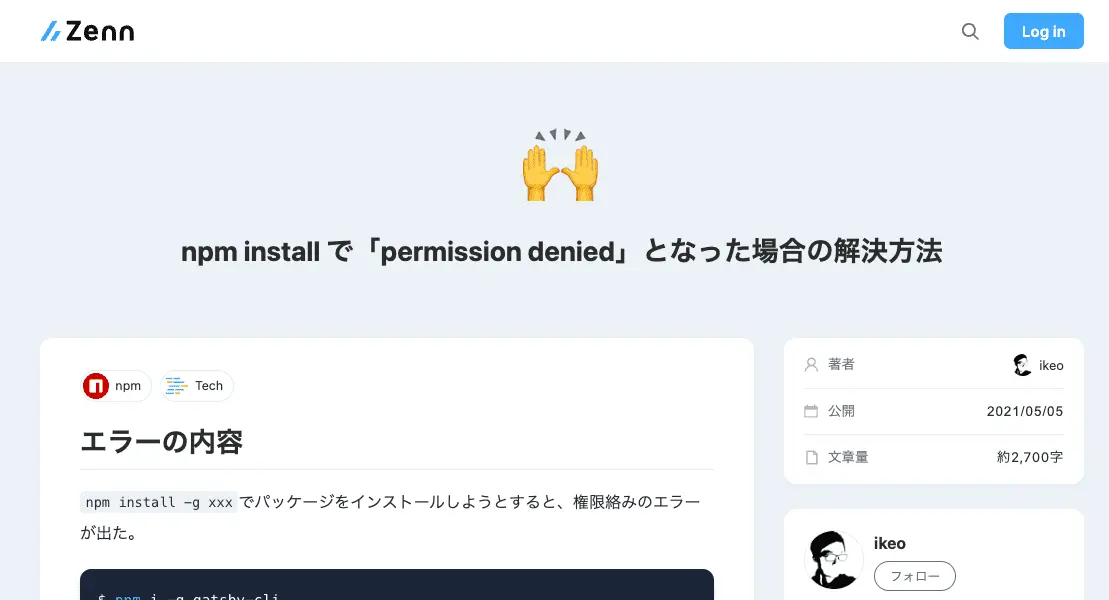 Zenn
Log in
npm install で「permission denied」となった場合の解決方法
npm
Tech
エラーの内容
npm install -g xxx でパッケージをインストールしようとすると、権限絡みのエラー
が出た。
$ npm i -g gatsby-cli
著者
ikeo
公開
2021/05/05
文章量
約2,700字
ikeo
フォロー